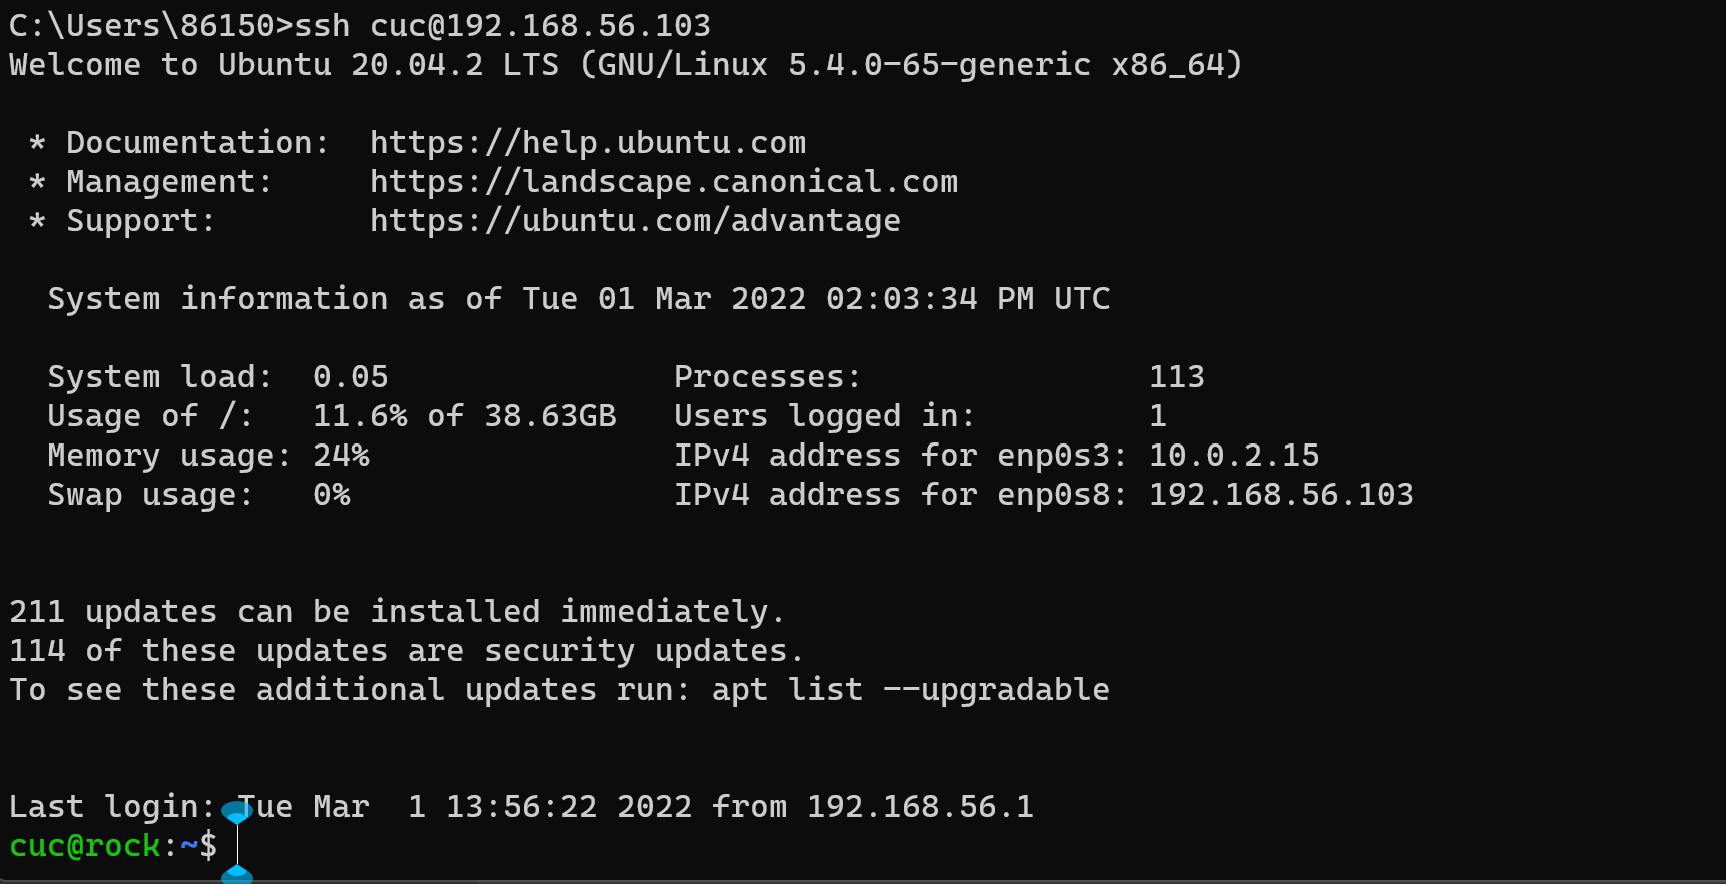 C:\Users\86150>ssh cuc@192.168.56.103
Welcome to Ubuntu 20.04.2 LTS (GNU/Linux 5.4.0-65-generic x86_64)
* Documentation:  https://help.ubuntu.com
* Management:     https://landscape.canonical.com
* Support:        https://ubuntu.com/advantage
System information as of Tue 01 Mar 2022 02:03:34 PM UTC
System load:  0.05               Processes:               113
Usage of /:   11.6% of 38.63GB   Users logged in:         1
Memory usage: 24%                IPv4 address for enp0s3: 10.0.2.15
Swap usage:   0%                 IPv4 address for enp0s8: 192.168.56.103
211 updates can be installed immediately.
114 of these updates are security updates.
To see these additional updates run: apt list --upgradable
Last login: Tue Mar  1 13:56:22 2022 from 192.168.56.1
cuc@rock:~$